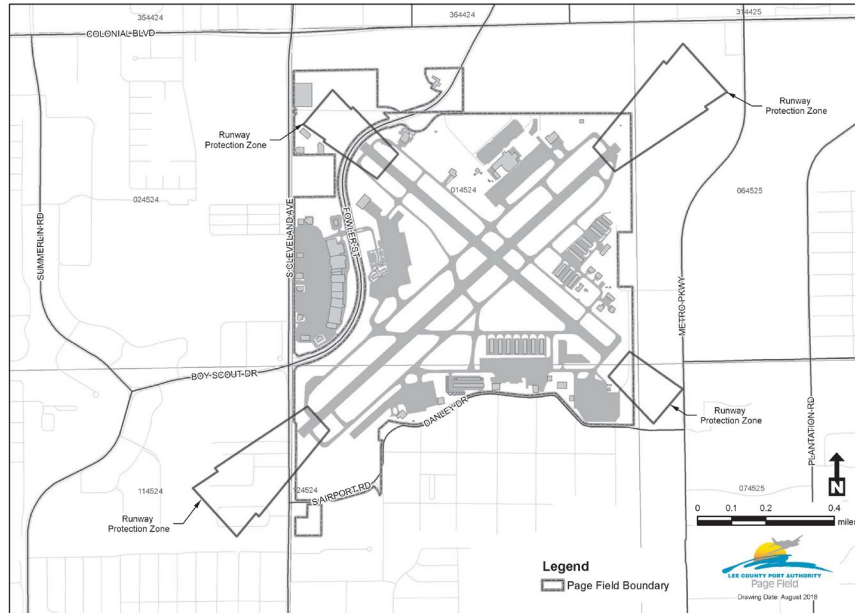 354424
364424
314425
COLONIAL BLVD
Runway
Protection Zone
Runway
Protection Zone
024524
014524
064525
SUMMERLIN RD
S CLEVELAND AVE
FOWLER ST
METRO PKWY
BOY SCOUT DR
DANLEY DR
Runway
Protection Zone
PLANTATION RD
N
114524
S AIRPORT RD
074525
Runway
Protection Zone
0 0.1 0.2 0.4
miles
Legend
Page Field Boundary
LEE COUNTY PORT AUTHORITY
Page Field
Drawing Date: August 2018